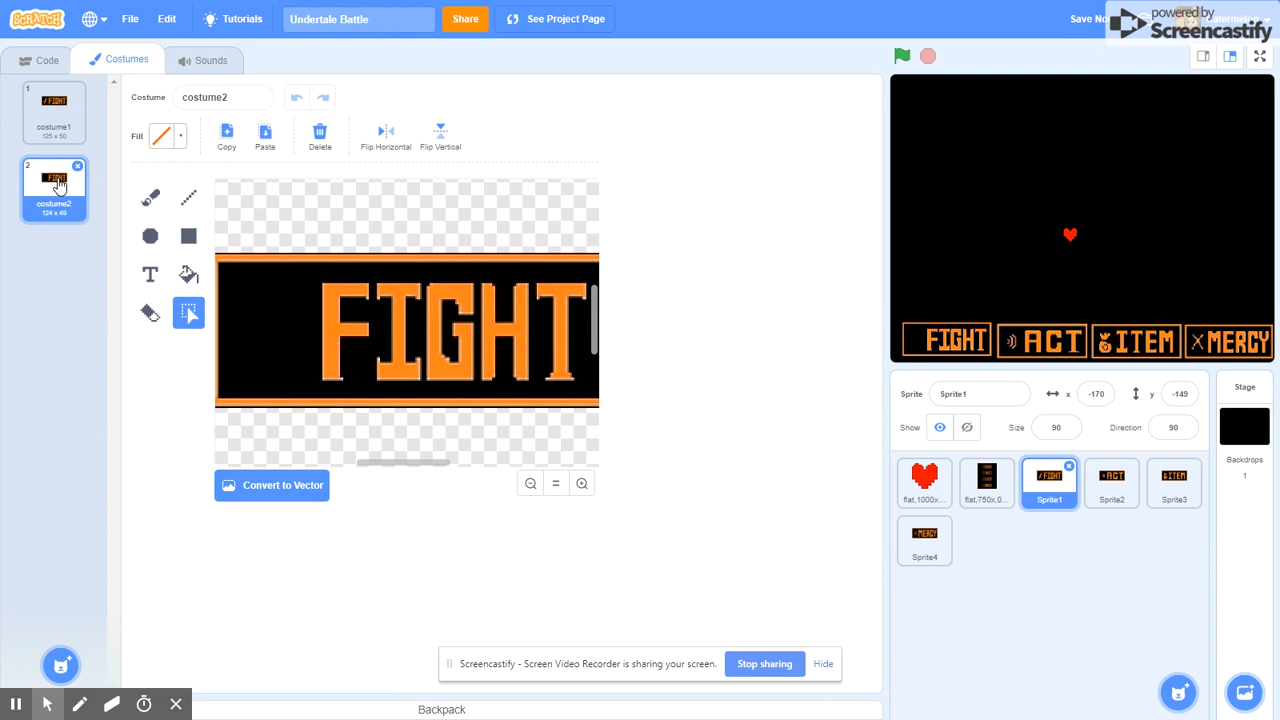 SCRATCH File Edit Tutorials Undertale Battle Share See Project Page Save No
powered by
Screencastify
Code Costumes Sounds
1
costume1
125 x 50
2
costume2
124 x 49
Costume costume2
Fill Copy Paste Delete Flip Horizontal Flip Vertical
T
FIGHT
Convert to Vector
FIGHT ACT ITEM MERCY
Sprite Sprite1 x -170 y -149
Show Size 90 Direction 90
Stage
Backdrops
1
flat,1000x... flat,750x,0... Sprite1 Sprite2 Sprite3
Sprite4
/FIGHT
/FIGHT
ACT
ITEM
MERCY
FIGHT
Screencastify - Screen Video Recorder is sharing your screen. Stop sharing Hide
Backpack